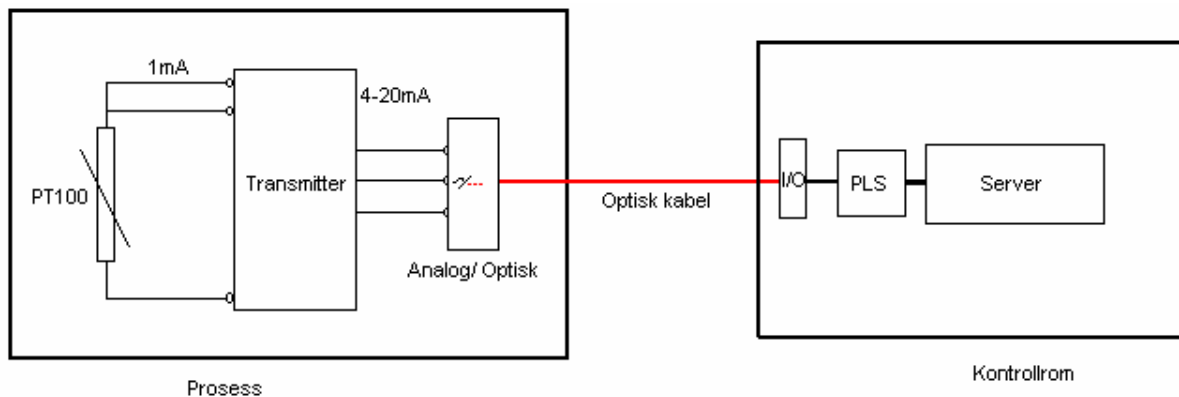 1mA
4-20mA
PT100
Transmitter
Analog/ Optisk
Optisk kabel
I/O
PLS
Server
Prosess
Kontrollrom